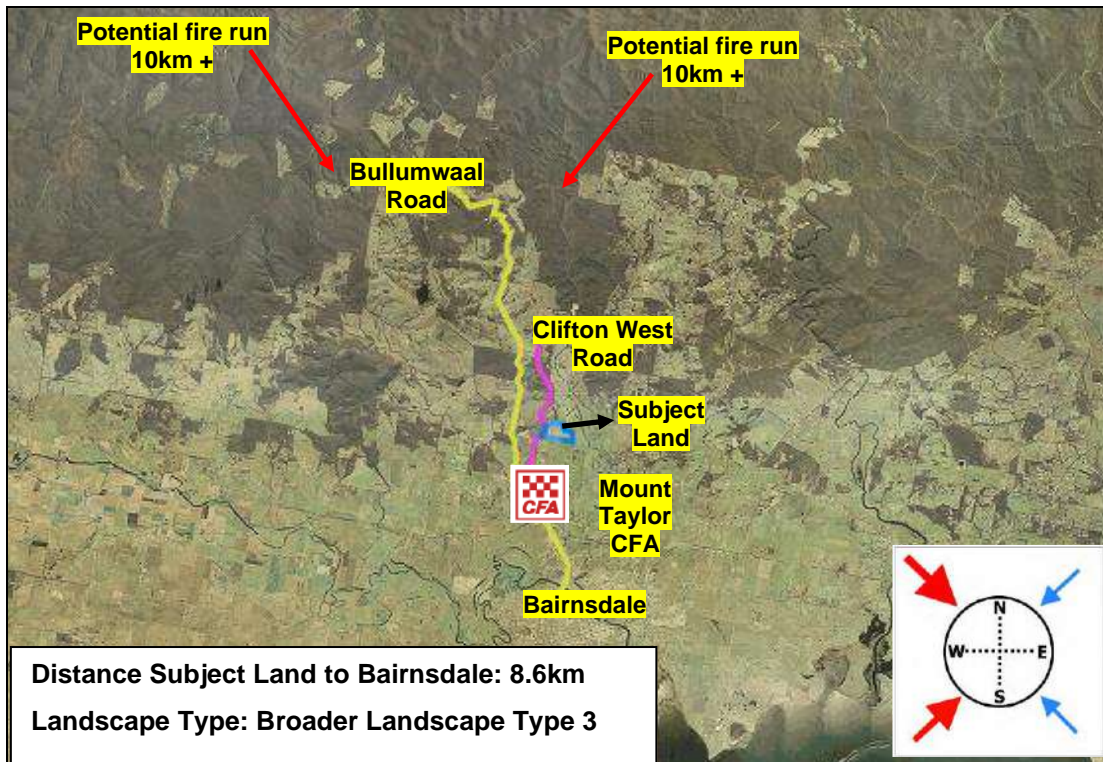 Potential fire run
10km +
Potential fire run
10km +
Bullumwaal
Road
Clifton West
Road
Subject
Land
CFA
Mount
Taylor
CFA
Bairnsdale
N
W
E
S
Distance Subject Land to Bairnsdale: 8.6km
Landscape Type: Broader Landscape Type 3